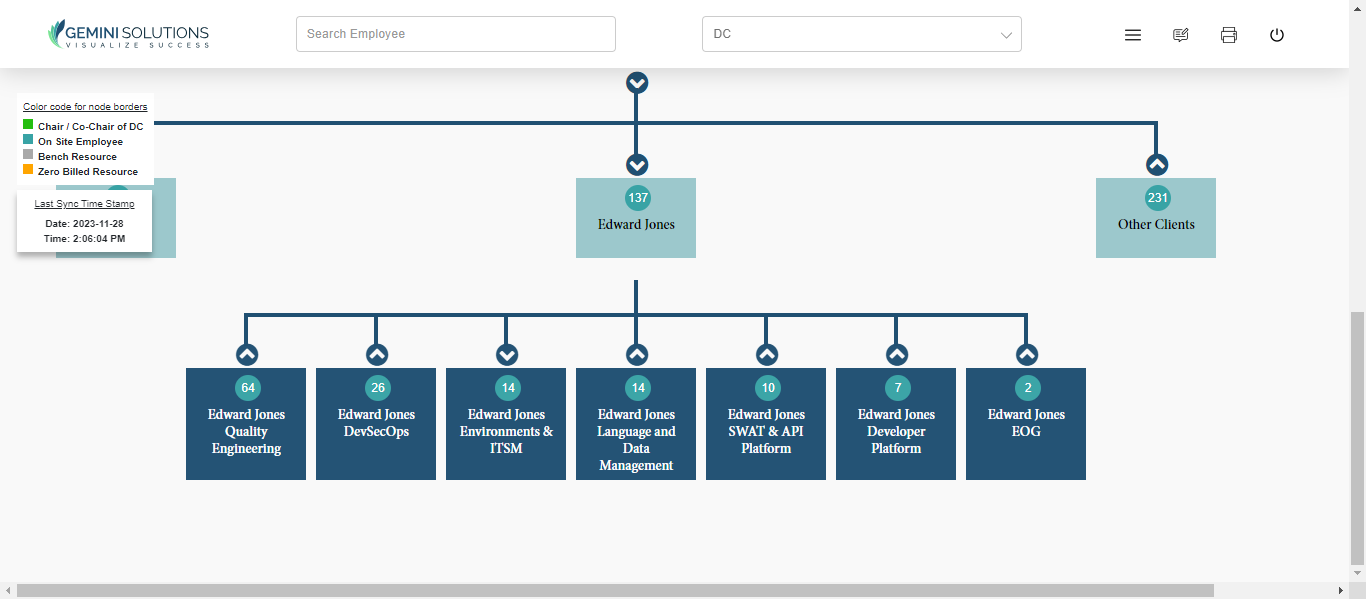 GEMINI SOLUTIONS
VISUALIZE SUCCESS
Search Employee
DC
Color code for node borders
Chair / Co-Chair of DC
On Site Employee
Bench Resource
Zero Billed Resource
Last Sync Time Stamp
Date: 2023-11-28
Time: 2:06:04 PM
137
Edward Jones
231
Other Clients
64
Edward Jones
Quality
Engineering
26
Edward Jones
DevSecOps
14
Edward Jones
Environments &
ITSM
14
Edward Jones
Language and
Data
Management
10
Edward Jones
SWAT & API
Platform
7
Edward Jones
Developer
Platform
2
Edward Jones
EOG